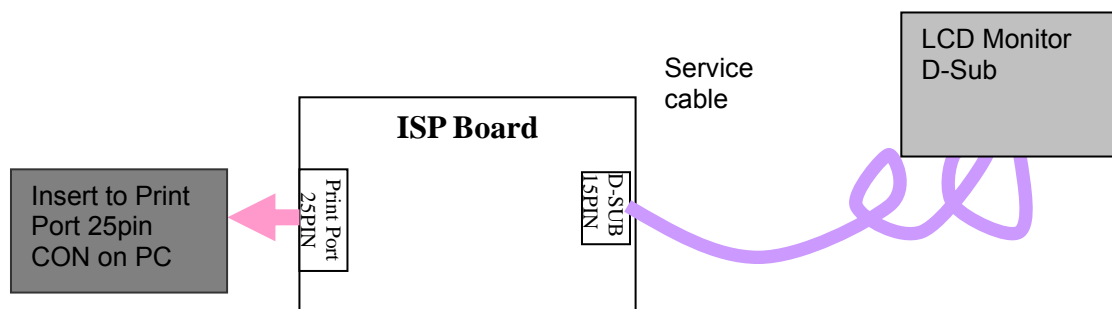 LCD Monitor
D-Sub
Service
cable
ISP Board
Insert to Print
Port 25pin
CON on PC
Print Port
25PIN
D-SUB
15PIN